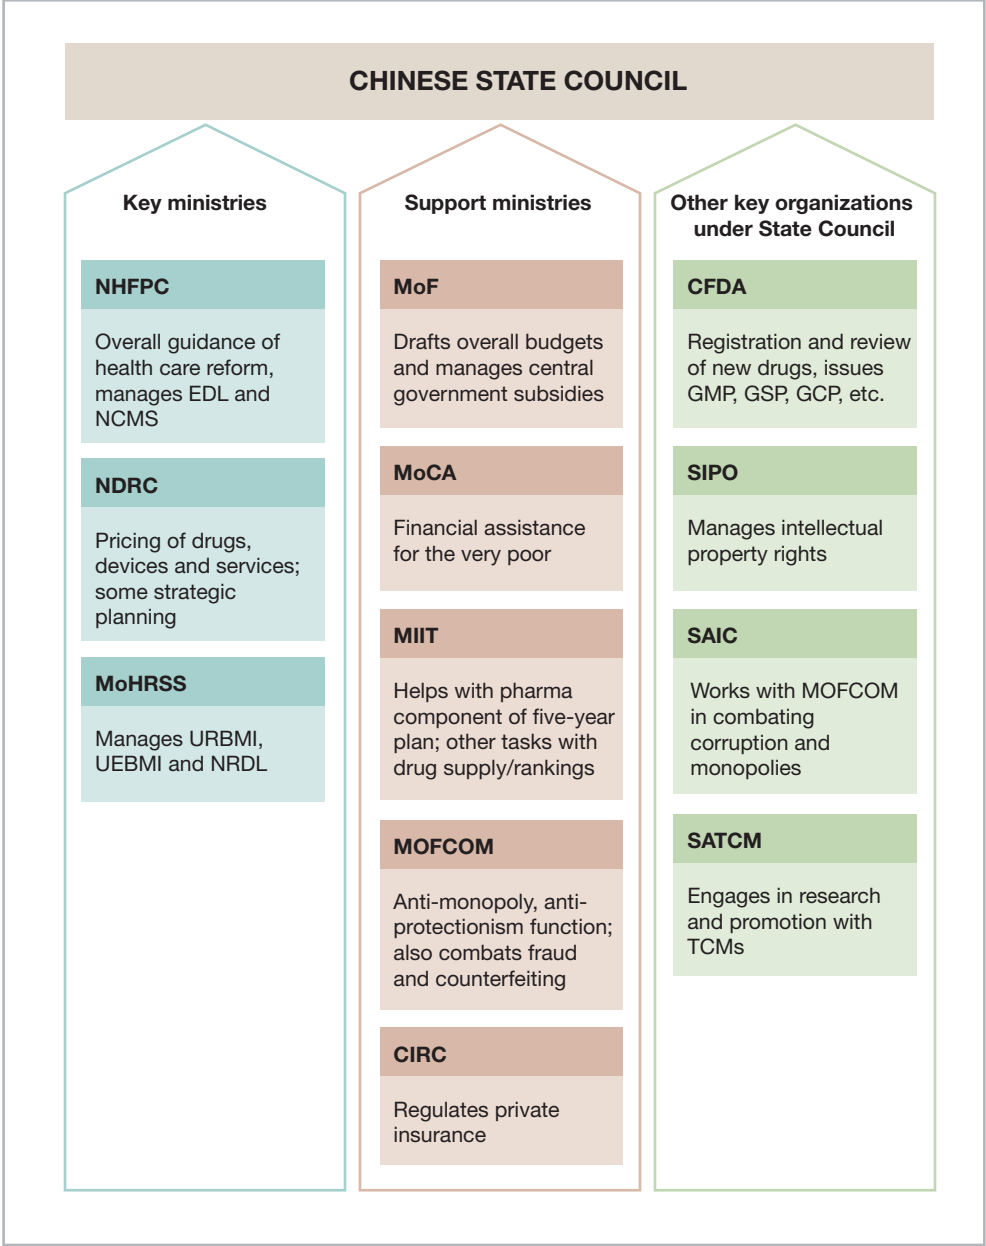 CHINESE STATE COUNCIL
Key ministries
NHFPC
Overall guidance of
health care reform,
manages EDL and
NCMS
NDRC
Pricing of drugs,
devices and services;
some strategic
planning
MoHRSS
Manages URBMI,
UEBMI and NRDL
Support ministries
MoF
Drafts overall budgets
and manages central
government subsidies
MoCA
Financial assistance
for the very poor
MIIT
Helps with pharma
component of five-year
plan; other tasks with
drug supply/rankings
MOFCOM
Anti-monopoly, anti-
protectionism function;
also combats fraud
and counterfeiting
CIRC
Regulates private
insurance
Other key organizations
under State Council
CFDA
Registration and review
of new drugs, issues
GMP, GSP, GCP, etc.
SIPO
Manages intellectual
property rights
SAIC
Works with MOFCOM
in combating
corruption and
monopolies
SATCM
Engages in research
and promotion with
TCMs